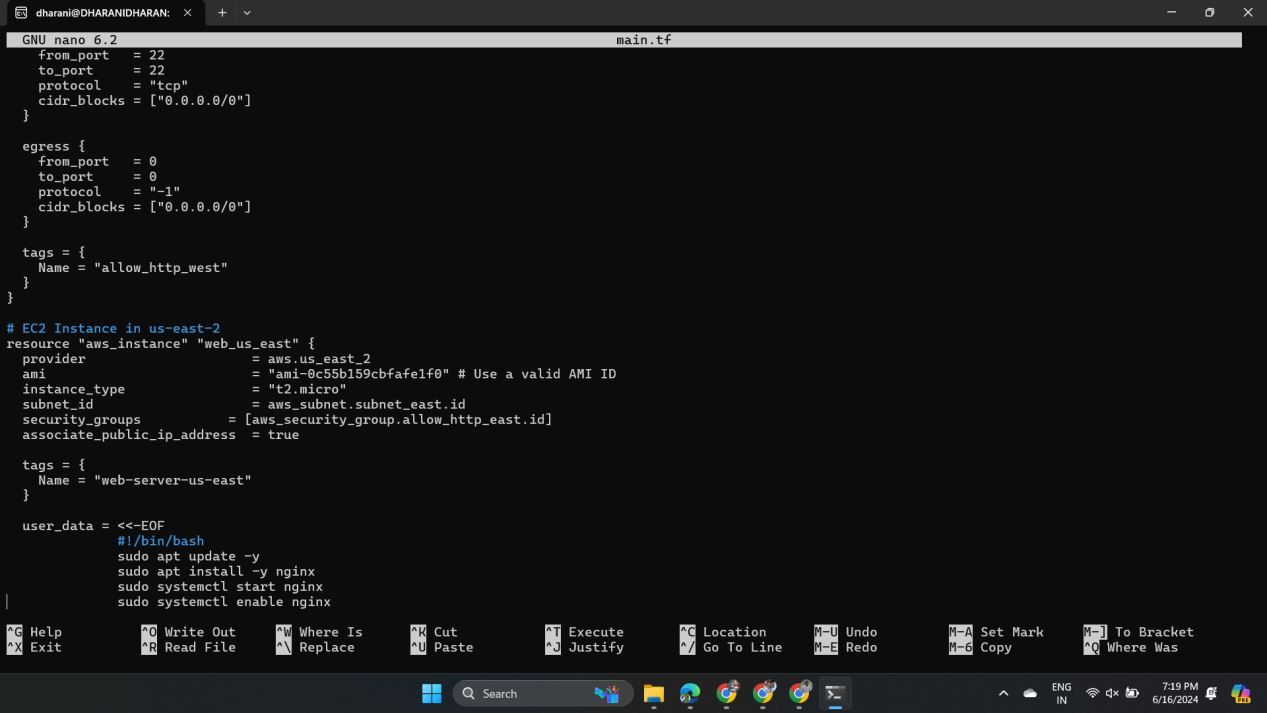 dharani@DHARANIDHARAN:
GNU nano 6.2 main.tf
from_port = 22
to_port = 22
protocol = "tcp"
cidr_blocks = ["0.0.0.0/0"]
}
egress {
from_port = 0
to_port = 0
protocol = "-1"
cidr_blocks = ["0.0.0.0/0"]
}
tags = {
Name = "allow_http_west"
}
}
# EC2 Instance in us-east-2
resource "aws_instance" "web_us_east" {
provider = aws.us_east_2
ami = "ami-0c55b159cbfafe1f0" # Use a valid AMI ID
instance_type = "t2.micro"
subnet_id = aws_subnet.subnet_east.id
security_groups = [aws_security_group.allow_http_east.id]
associate_public_ip_address = true
tags = {
Name = "web-server-us-east"
}
user_data = <<-EOF
#!/bin/bash
sudo apt update -y
sudo apt install -y nginx
sudo systemctl start nginx
sudo systemctl enable nginx
^G Help ^O Write Out ^W Where Is ^K Cut ^T Execute ^C Location M-U Undo M-A Set Mark M-] To Bracket
^X Exit ^R Read File ^\ Replace ^U Paste ^J Justify ^/ Go To Line M-E Redo M-6 Copy ^Q Where Was
Search
ENG
IN
7:19 PM
6/16/2024
PRE